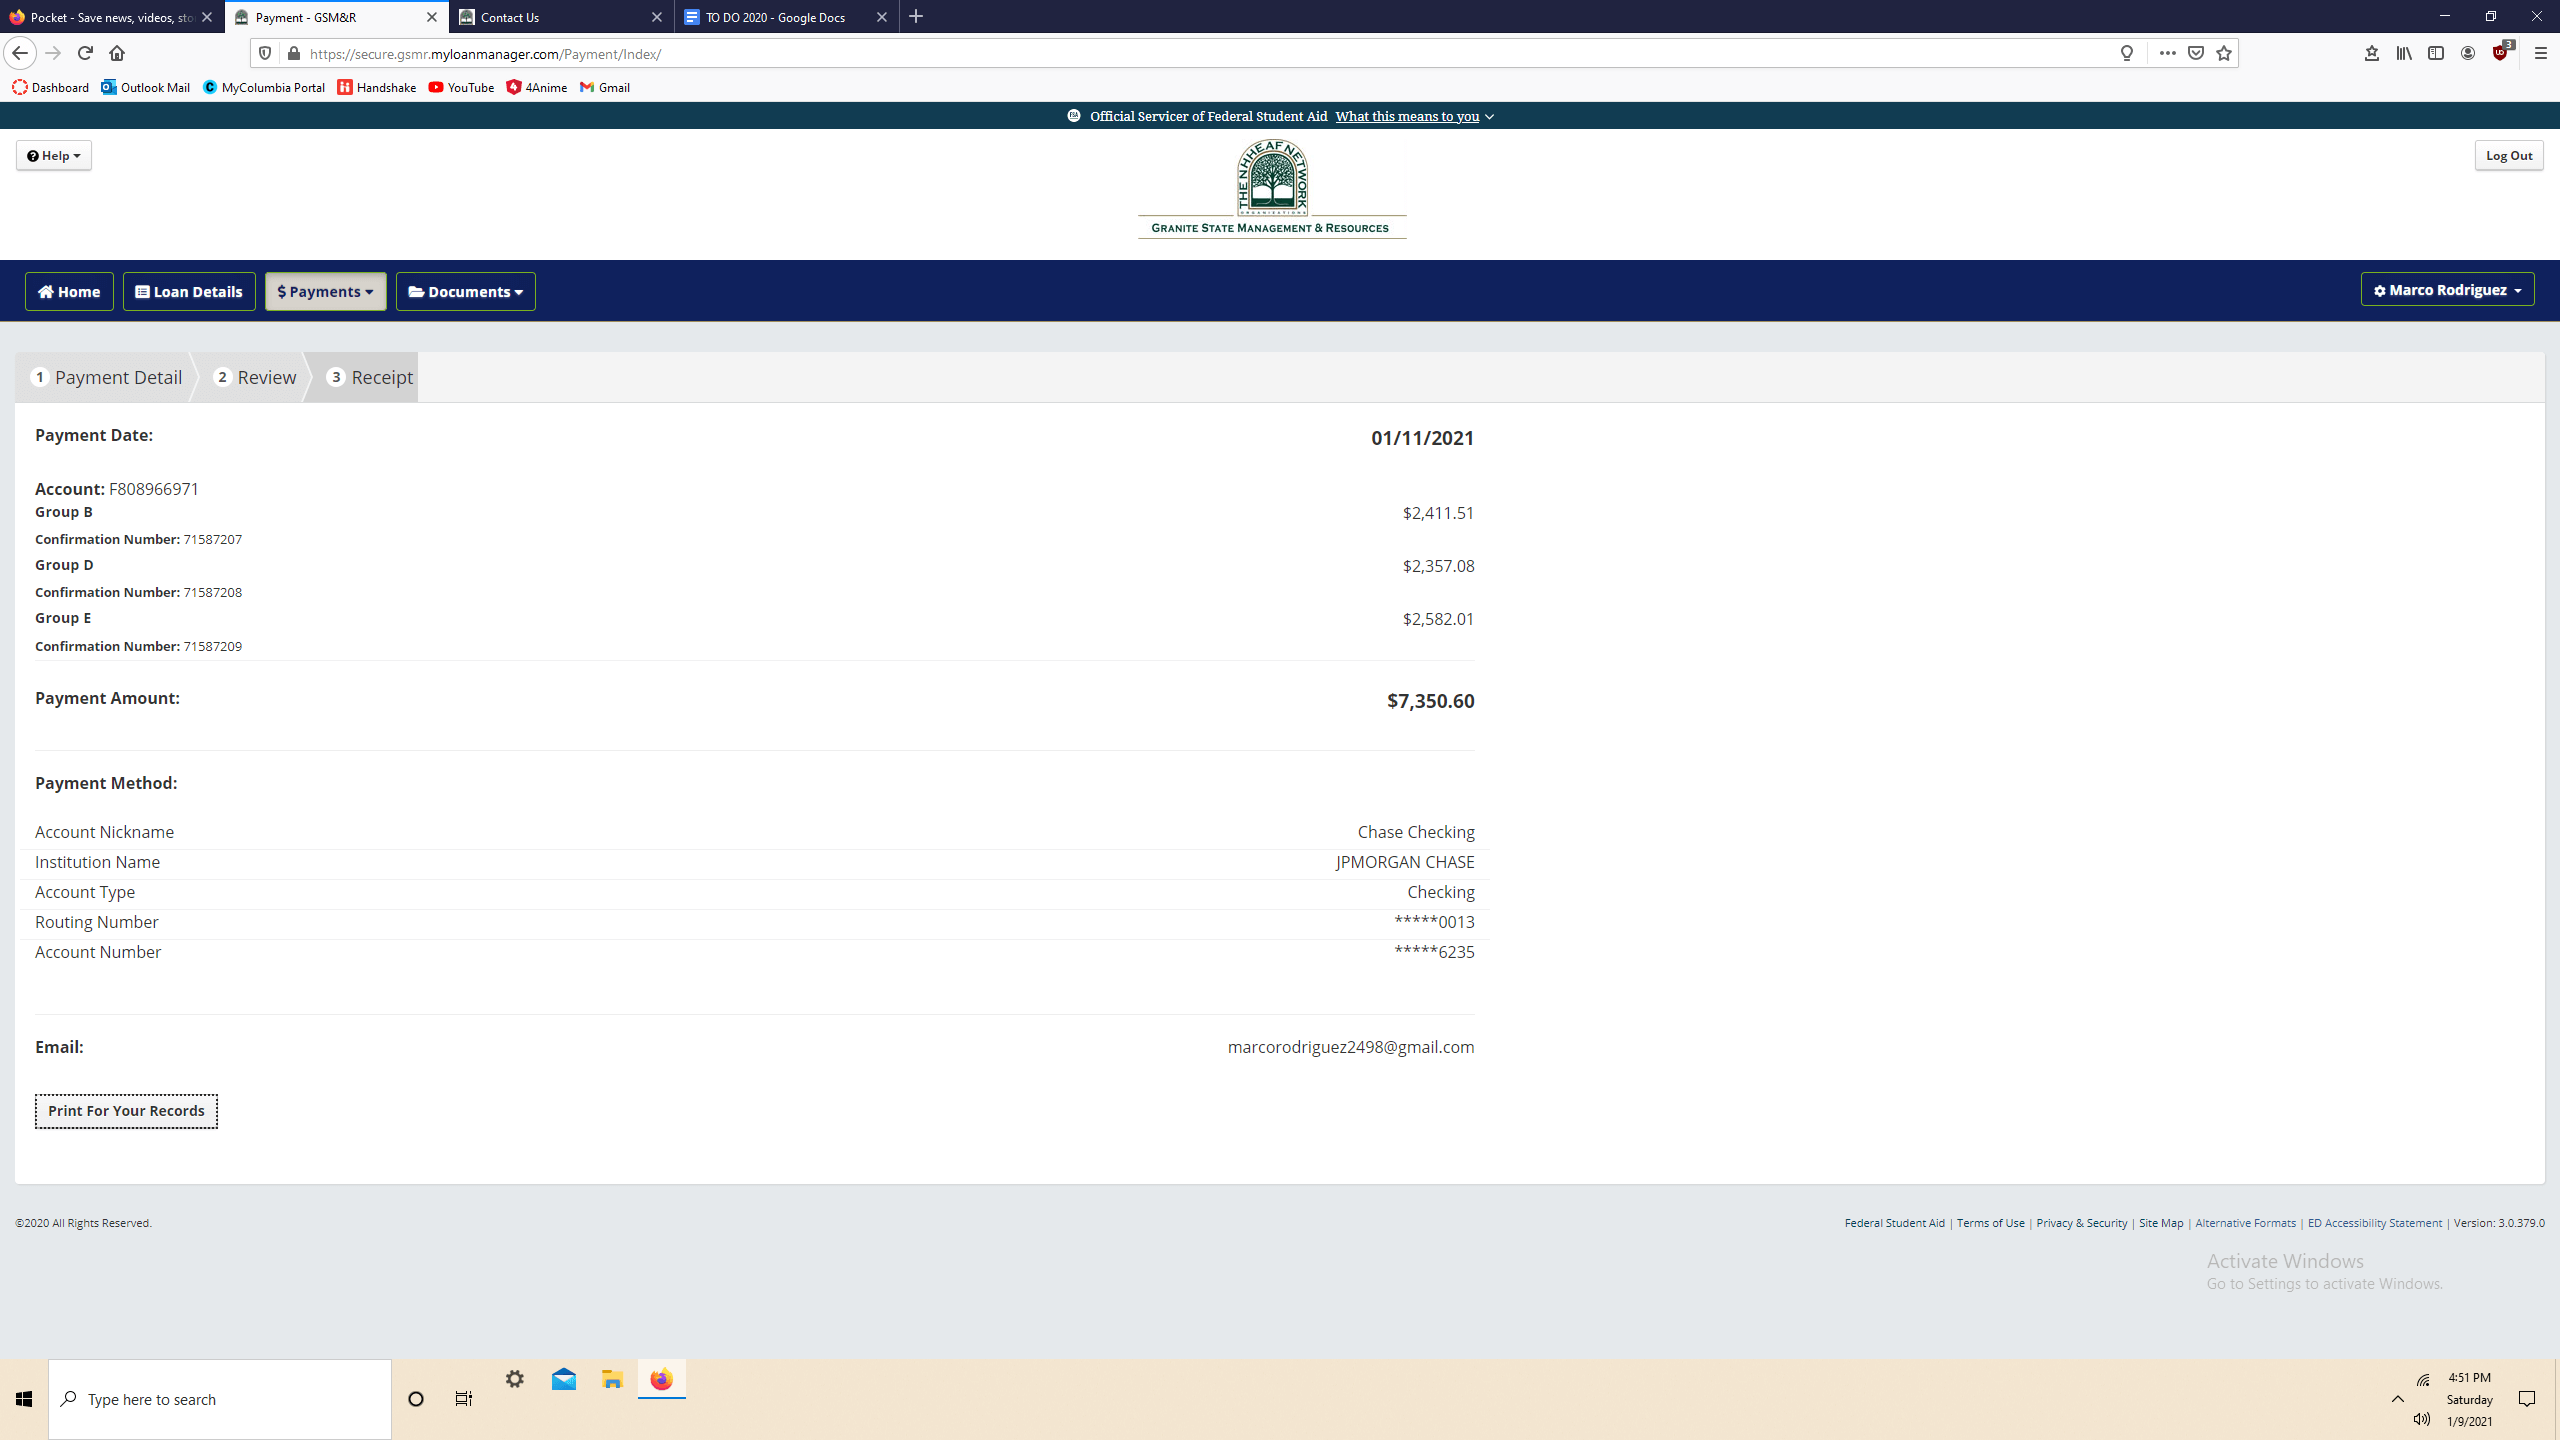 Pocket - Save news, videos, sto
Payment - GSM&R
Contact Us
TO DO 2020 - Google Docs
https://secure.gsmr.myloanmanager.com/Payment/Index/
3
Dashboard
Outlook Mail
MyColumbia Portal
Handshake
YouTube
4Anime
Gmail
Official Servicer of Federal Student Aid What this means to you
Help
THE NHHEAF NETWORK
ORGANIZATIONS
GRANITE STATE MANAGEMENT & RESOURCES
Log Out
Home
Loan Details
$ Payments
Documents
Marco Rodriguez
1 Payment Detail
2 Review
3 Receipt
Payment Date: 01/11/2021
Account: F808966971
Group B $2,411.51
Confirmation Number: 71587207
Group D $2,357.08
Confirmation Number: 71587208
Group E $2,582.01
Confirmation Number: 71587209
Payment Amount: $7,350.60
Payment Method:
Account Nickname Chase Checking
Institution Name JPMORGAN CHASE
Account Type Checking
Routing Number *****0013
Account Number *****6235
Email: marcorodriguez2498@gmail.com
Print For Your Records
©2020 All Rights Reserved.
Federal Student Aid | Terms of Use | Privacy & Security | Site Map | Alternative Formats | ED Accessibility Statement | Version: 3.0.379.0
Activate Windows
Go to Settings to activate Windows.
Type here to search
4:51 PM
Saturday
1/9/2021